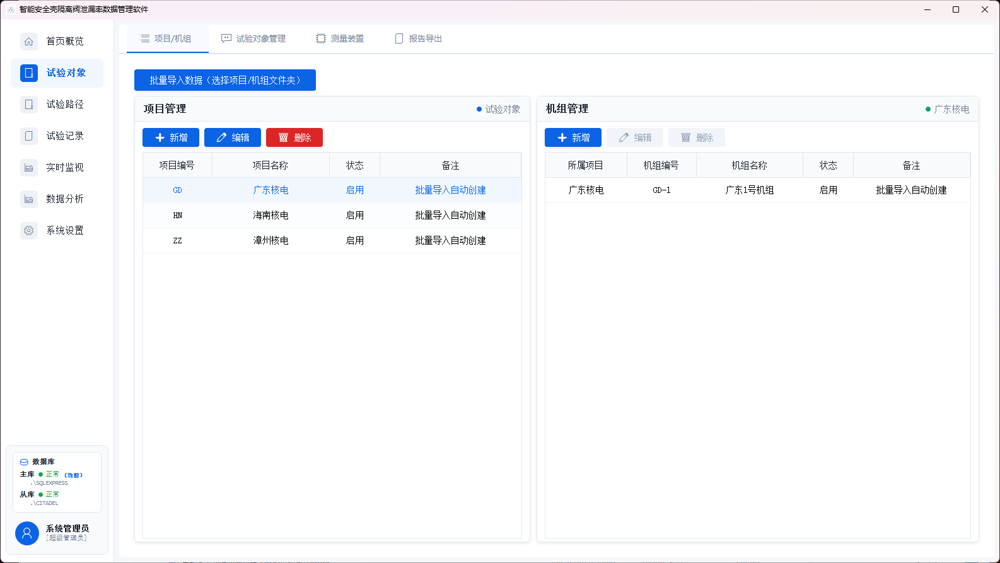 智能安全壳隔离阀泄漏率数据管理软件
首页概览
试验对象
试验路径
试验记录
实时监视
数据分析
系统设置
数据库
主库 正常 (当前)
.\SQLEXPRESS
从库 正常
.\CITADEL
系统管理员
[超级管理员]
项目/机组 试验对象管理 测量装置 报告导出
批量导入数据（选择项目/机组文件夹）
项目管理 试验对象
新增 编辑 删除
项目编号 项目名称 状态 备注
GD 广东核电 启用 批量导入自动创建
HN 海南核电 启用 批量导入自动创建
ZZ 漳州核电 启用 批量导入自动创建
机组管理 广东核电
新增 编辑 删除
所属项目 机组编号 机组名称 状态 备注
广东核电 GD-1 广东1号机组 启用 批量导入自动创建